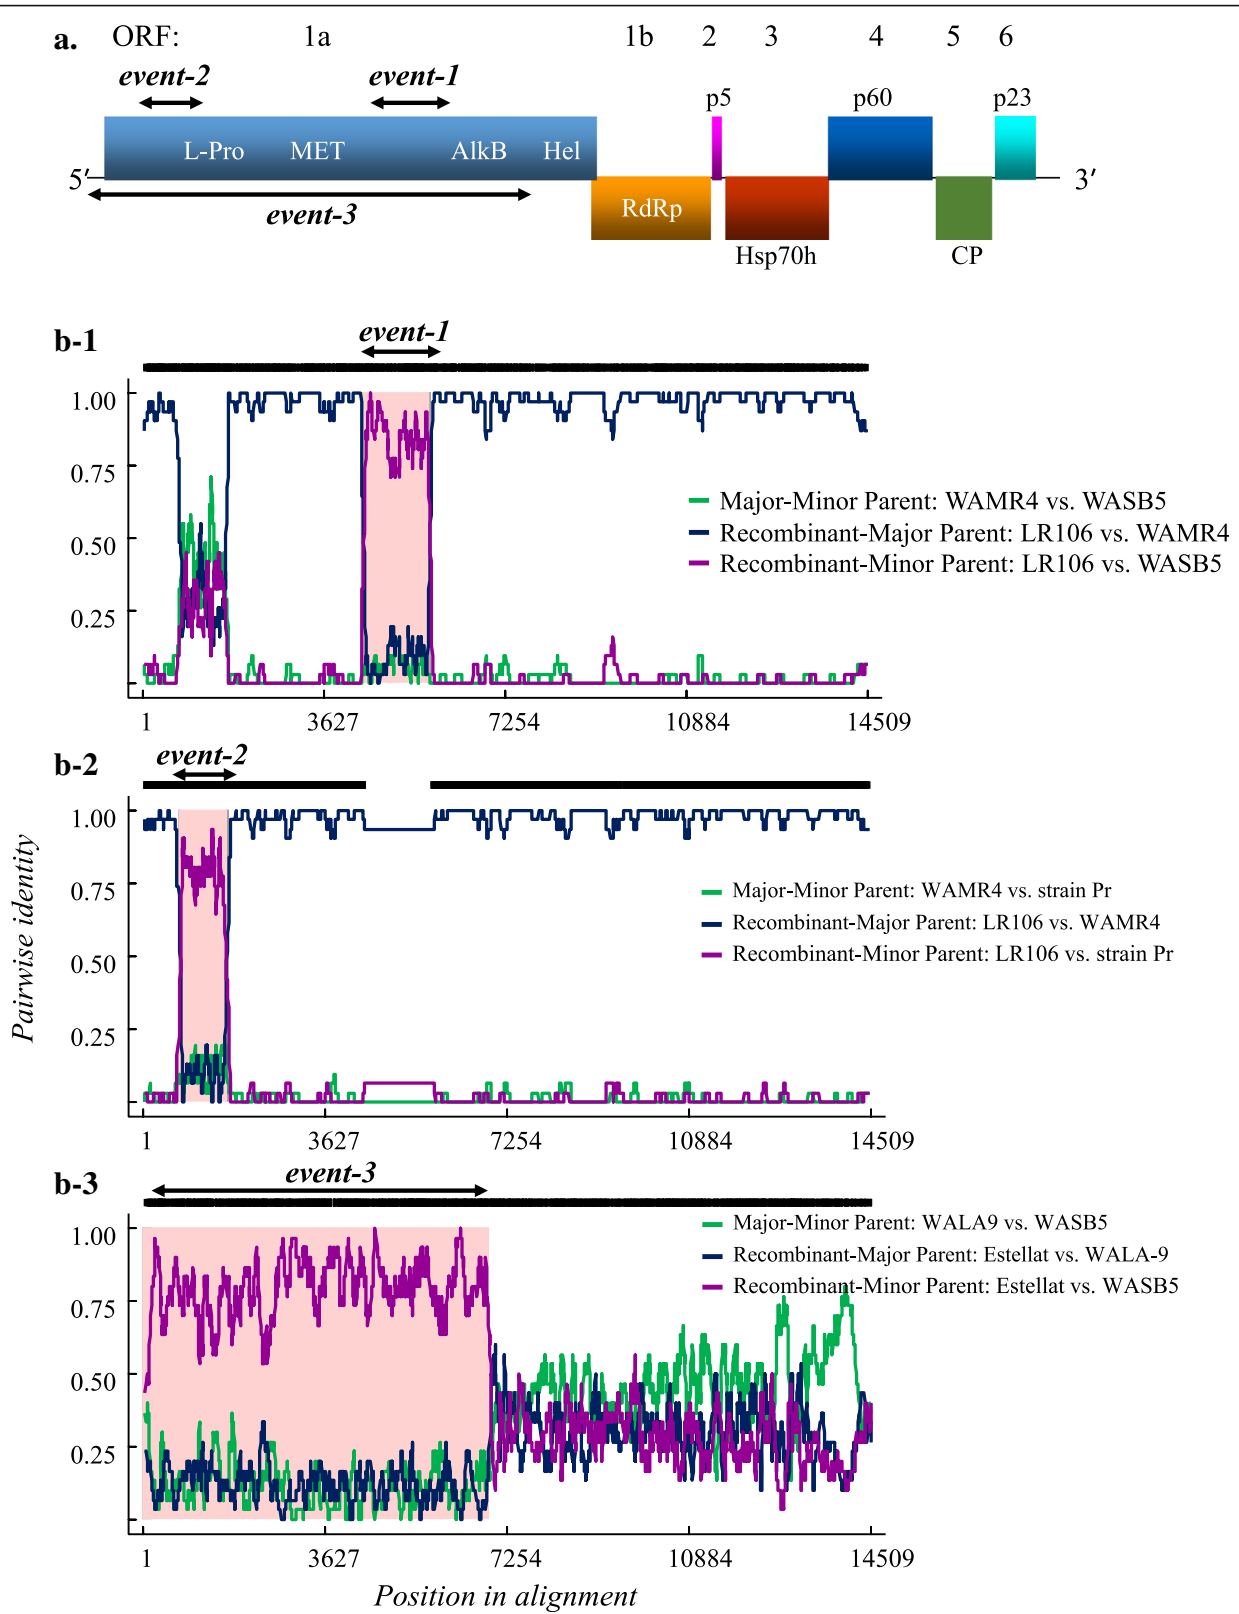 a. ORF: 1a 1b 2 3 4 5 6
event-2 event-1
p5 p60 p23
L-Pro MET AlkB Hel
5′ 3′
event-3 RdRp
Hsp70h CP
b-1 event-1
1.00
0.75
0.50
0.25
Major-Minor Parent: WAMR4 vs. WASB5
Recombinant-Major Parent: LR106 vs. WAMR4
Recombinant-Minor Parent: LR106 vs. WASB5
1 3627 7254 10884 14509
b-2 event-2
1.00
0.75
0.50
0.25
Major-Minor Parent: WAMR4 vs. strain Pr
Recombinant-Major Parent: LR106 vs. WAMR4
Recombinant-Minor Parent: LR106 vs. strain Pr
Pairwise identity
1 3627 7254 10884 14509
b-3 event-3
1.00
0.75
0.50
0.25
Major-Minor Parent: WALA9 vs. WASB5
Recombinant-Major Parent: Estellat vs. WALA-9
Recombinant-Minor Parent: Estellat vs. WASB5
1 3627 7254 10884 14509
Position in alignment